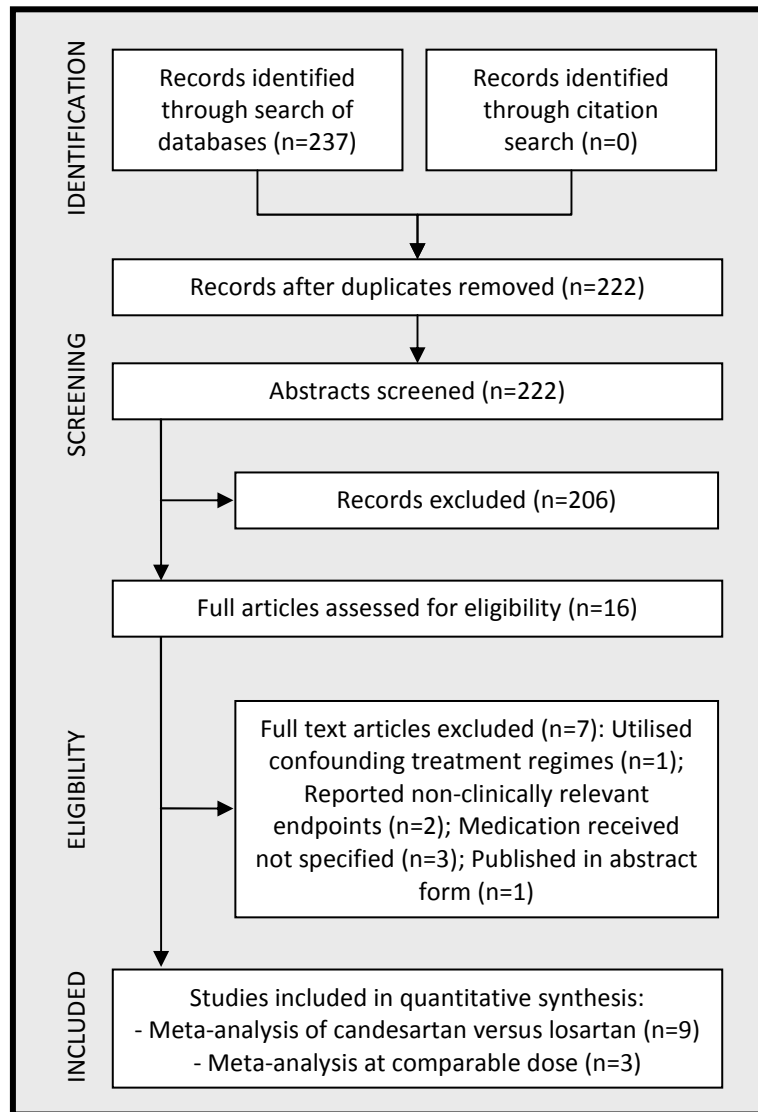 IDENTIFICATION
Records identified
through search of
databases (n=237)
Records identified
through citation
search (n=0)
Records after duplicates removed (n=222)
SCREENING
Abstracts screened (n=222)
Records excluded (n=206)
Full articles assessed for eligibility (n=16)
ELIGIBILITY
Full text articles excluded (n=7): Utilised
confounding treatment regimes (n=1);
Reported non-clinically relevant
endpoints (n=2); Medication received
not specified (n=3); Published in abstract
form (n=1)
INCLUDED
Studies included in quantitative synthesis:
- Meta-analysis of candesartan versus losartan (n=9)
- Meta-analysis at comparable dose (n=3)